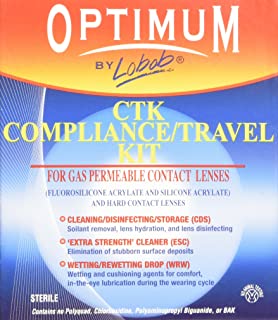 OPTIMUM
BY Lobob®
CTK
COMPLIANCE/TRAVEL
KIT
FOR GAS PERMEABLE CONTACT LENSES
(FLUOROSILICONE ACRYLATE AND SILICONE ACRYLATE)
AND HARD CONTACT LENSES
CLEANING/DISINFECTING/STORAGE (CDS)
Soilant removal, lens hydration, and lens disinfecting
'EXTRA STRENGTH' CLEANER (ESC)
Elimination of stubborn surface deposits
WETTING/REWETTING DROP (WRW)
Wetting and cushioning agents for comfort,
in-the-eye lubrication during the wearing cycle
STERILE
Contains no Polyquad, Chlorhexidine, Polyaminopropyl Biguanide, or BAK